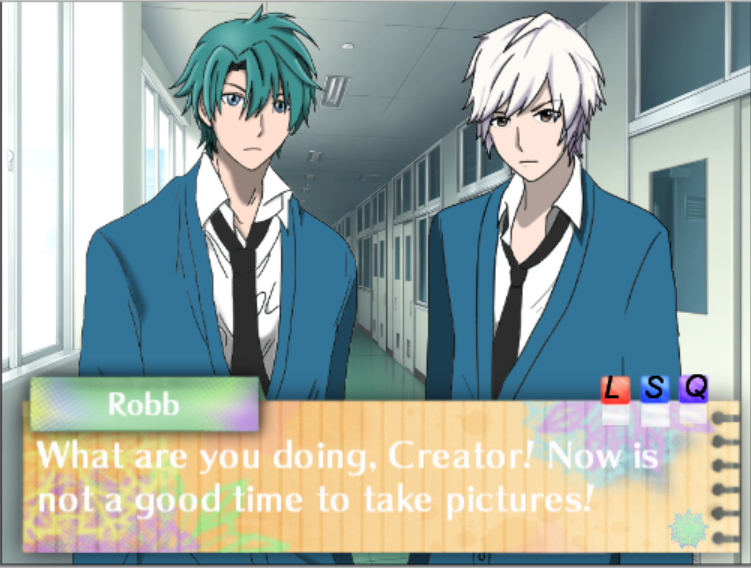 Robb
L S Q
What are you doing, Creator! Now is
not a good time to take pictures!